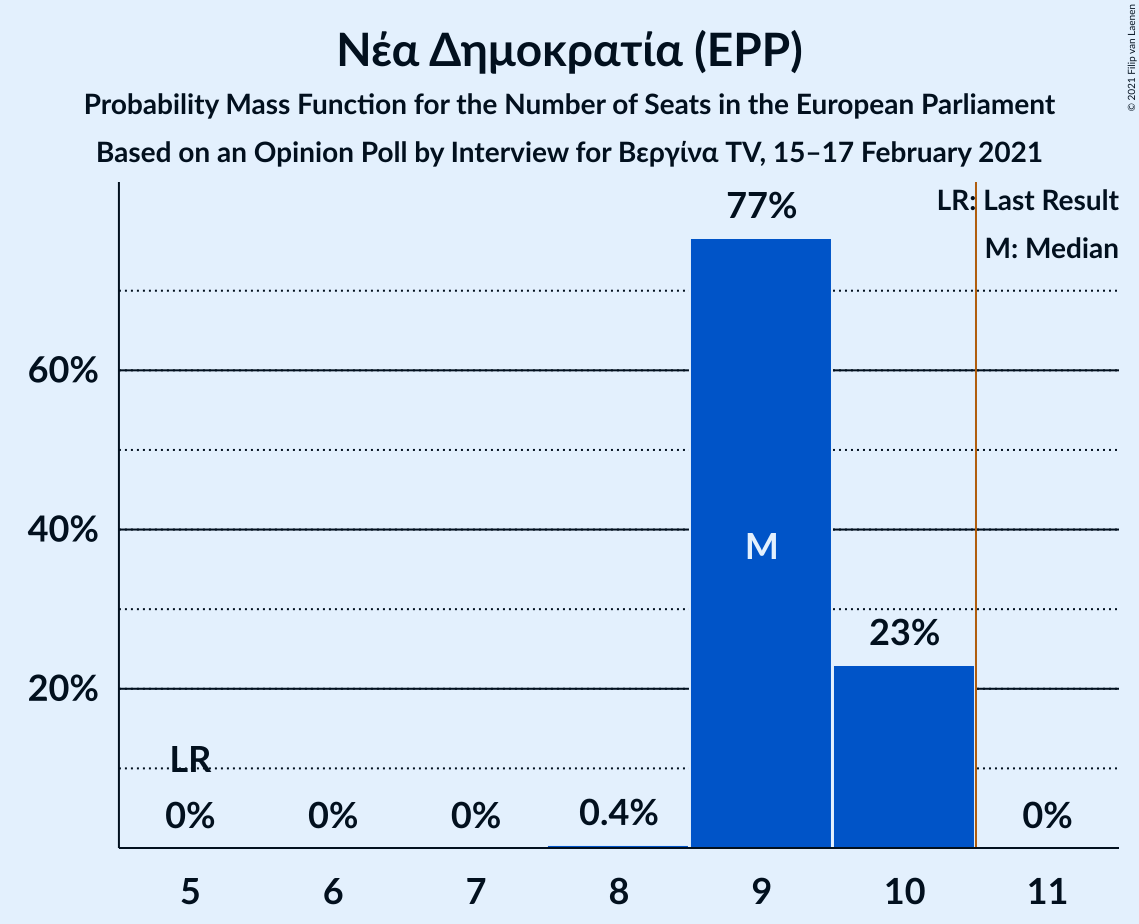 Νέα Δημοκρατία (EPP)
Probability Mass Function for the Number of Seats in the European Parliament
Based on an Opinion Poll by Interview for Βεργίνα TV, 15–17 February 2021
© 2021 Filip van Laenen
LR: Last Result
M: Median
77%
60%
40%
M
23%
20%
LR
0%
0%
0%
0.4%
0%
5
6
7
8
9
10
11